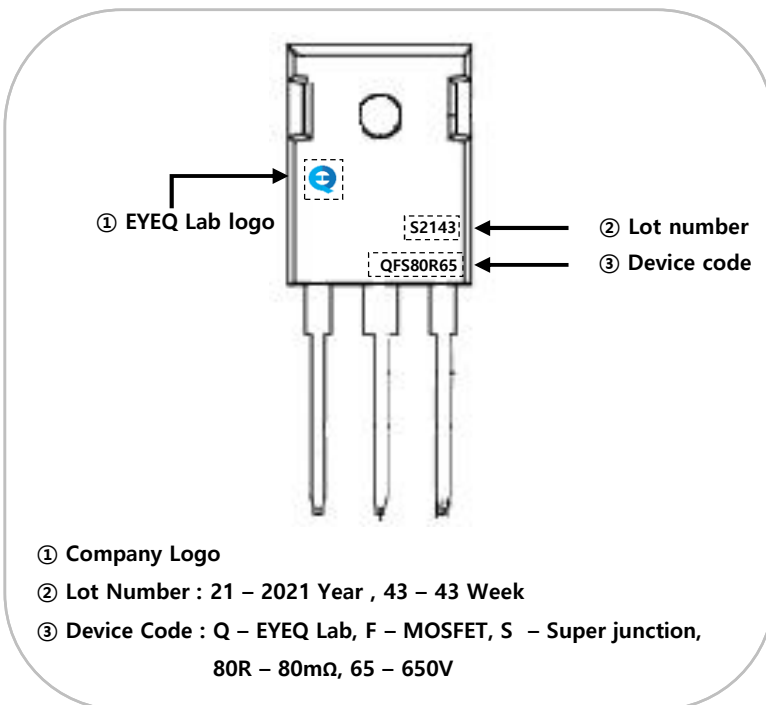 ① EYEQ Lab logo
S2143
② Lot number
QFS80R65
③ Device code
① Company Logo
② Lot Number : 21 – 2021 Year , 43 – 43 Week
③ Device Code : Q – EYEQ Lab, F – MOSFET, S – Super junction,
80R – 80mΩ, 65 – 650V